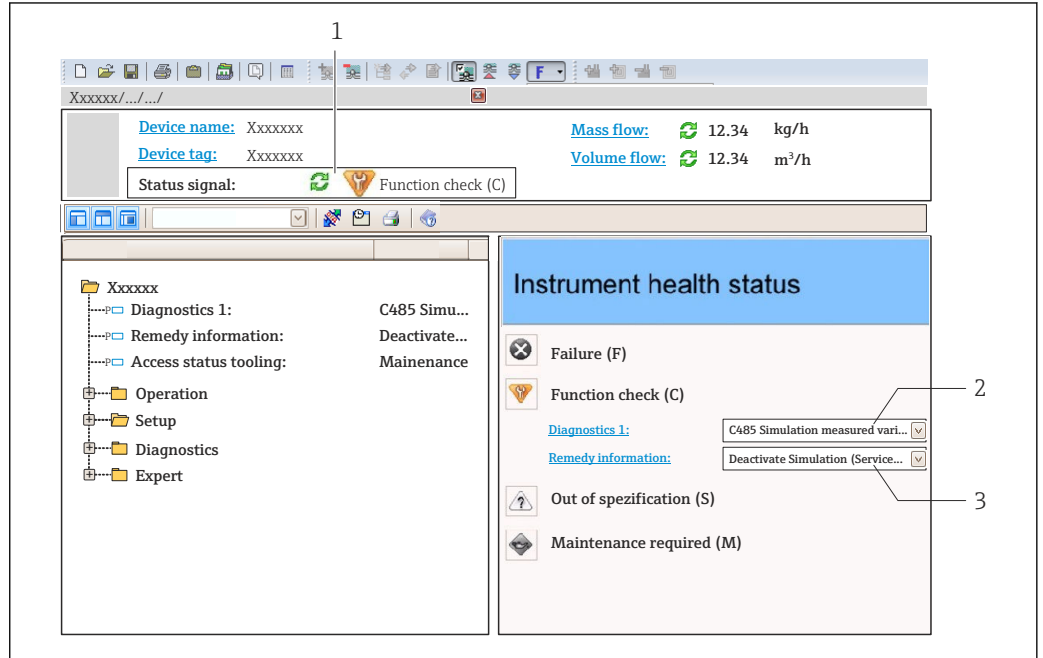 1
F
Xxxxxx/.../.../
Device name: Xxxxxxx
Mass flow: 12.34 kg/h
Device tag: Xxxxxxx
Volume flow: 12.34 m³/h
Status signal: Function check (C)
Xxxxxx
Diagnostics 1: C485 Simu...
Remedy information: Deactivate...
Access status tooling: Mainenance
Operation
Setup
Diagnostics
Expert
Instrument health status
Failure (F)
Function check (C)
2
Diagnostics 1: C485 Simulation measured vari...
Remedy information: Deactivate Simulation (Service...
3
Out of spezification (S)
Maintenance required (M)